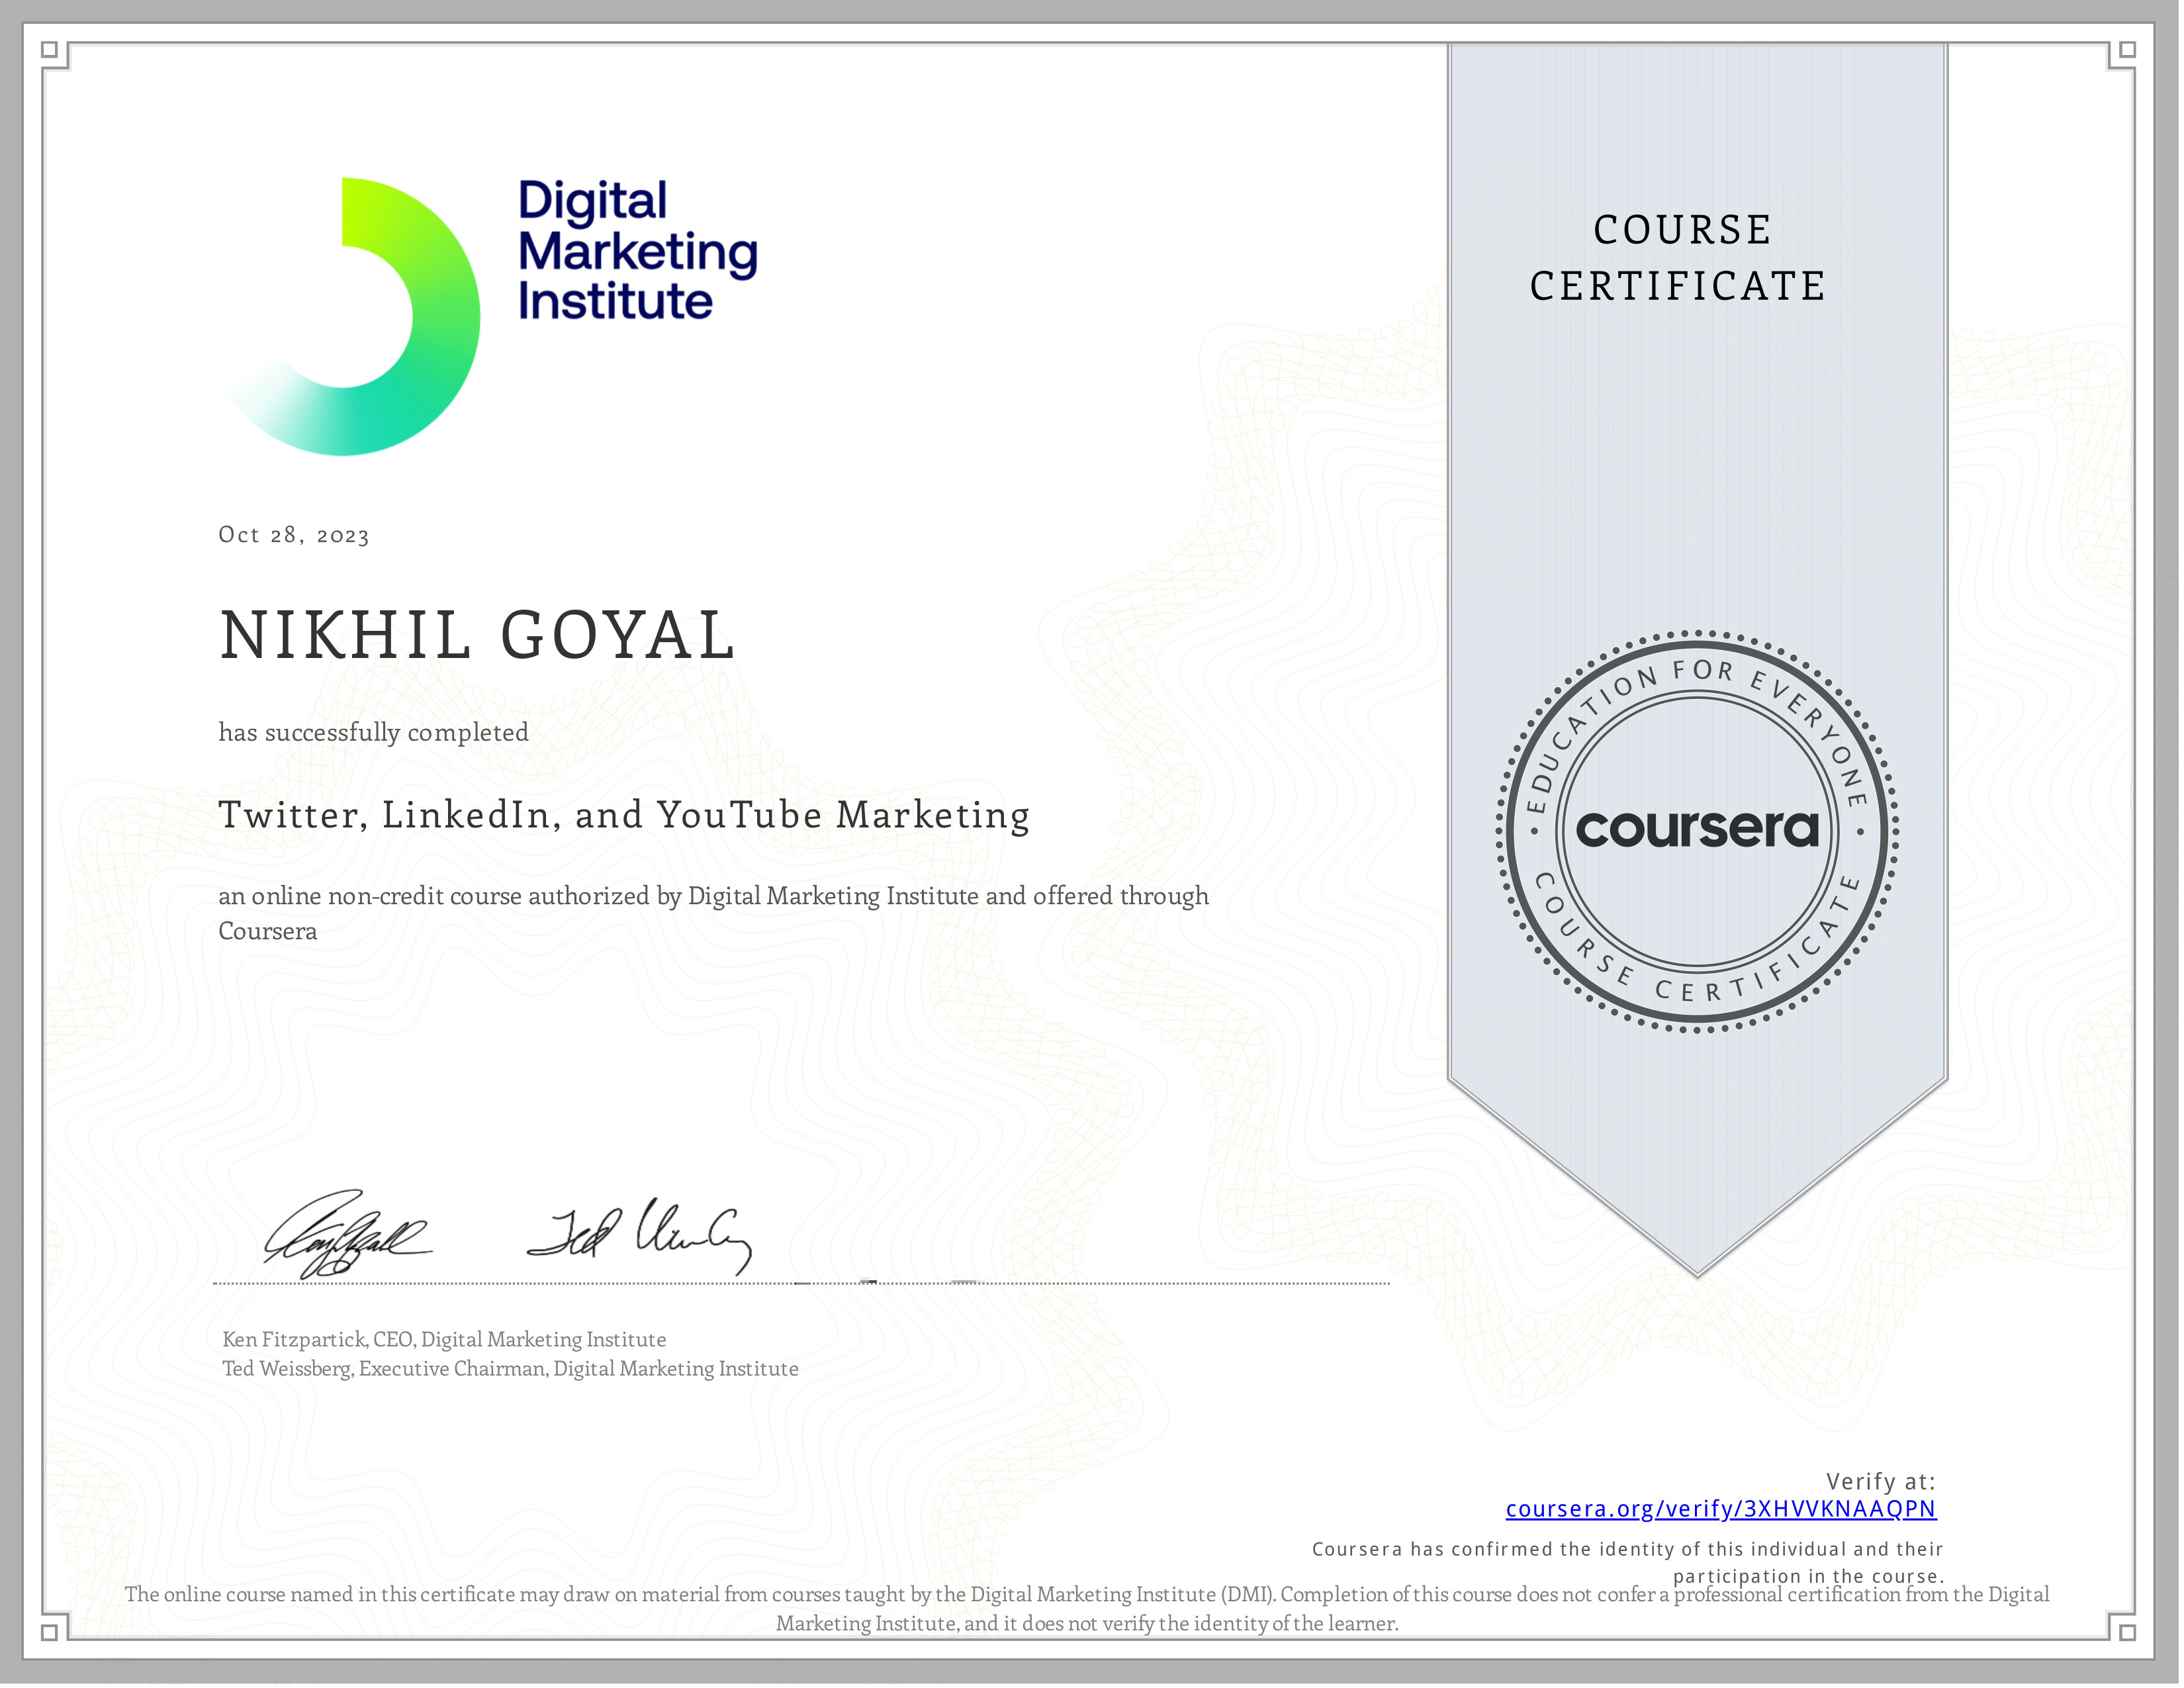 Digital
Marketing
Institute
COURSE
CERTIFICATE
Oct 28, 2023
NIKHIL GOYAL
has successfully completed
Twitter, LinkedIn, and YouTube Marketing
an online non-credit course authorized by Digital Marketing Institute and offered through
Coursera
EDUCATION FOR EVERYONE
coursera
COURSE CERTIFICATE
Ken Fitzpartick, CEO, Digital Marketing Institute
Ted Weissberg, Executive Chairman, Digital Marketing Institute
Verify at:
coursera.org/verify/3XHVVKNAAQPN
Coursera has confirmed the identity of this individual and their
participation in the course.
The online course named in this certificate may draw on material from courses taught by the Digital Marketing Institute (DMI). Completion of this course does not confer a professional certification from the Digital
Marketing Institute, and it does not verify the identity of the learner.